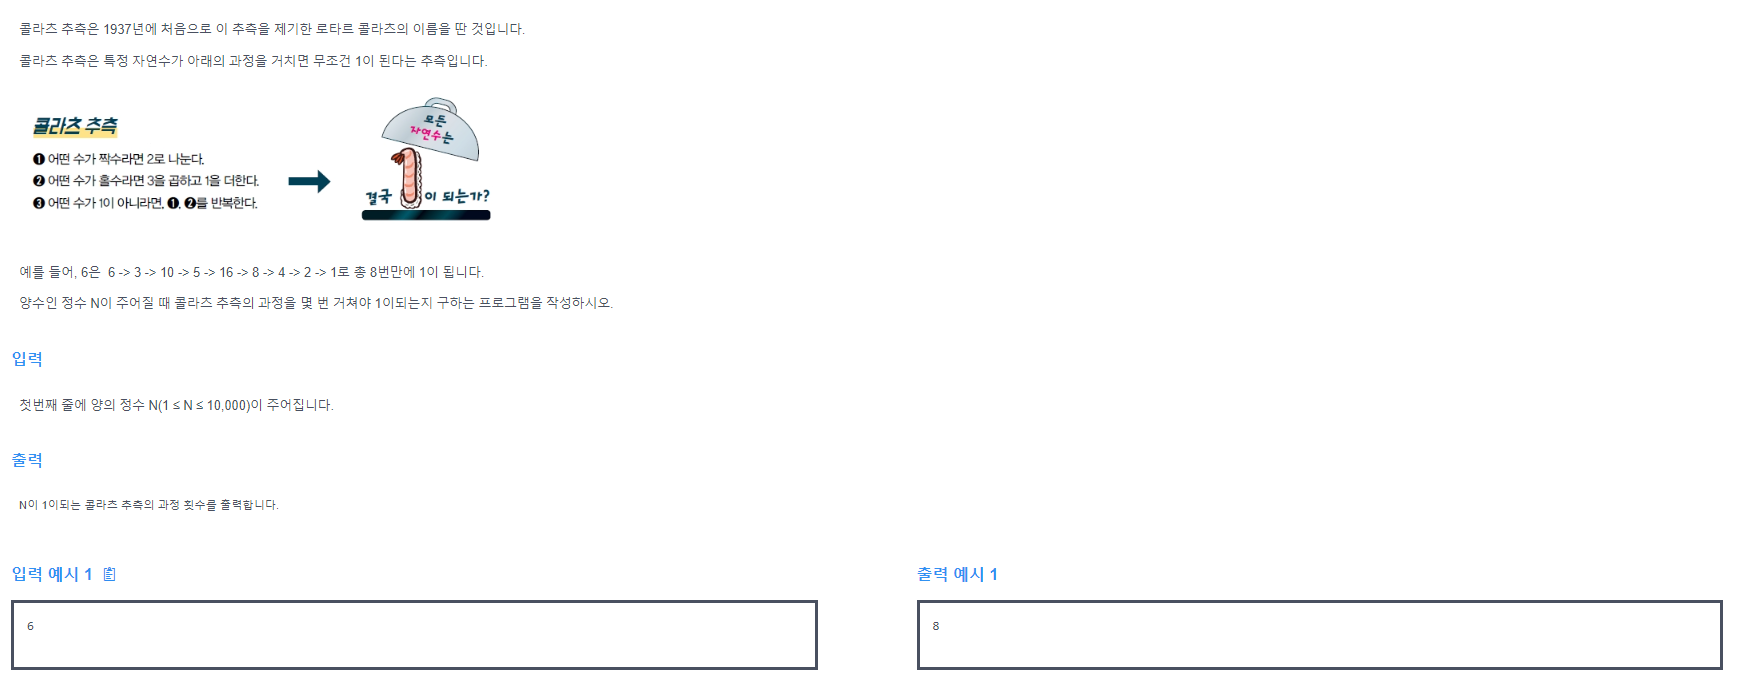 콜라츠 추측은 1937년에 처음으로 이 추측을 제기한 로타르 콜라츠의 이름을 딴 것입니다.
콜라츠 추측은 특정 자연수가 아래의 과정을 거치면 무조건 1이 된다는 추측입니다.
콜라츠 추측
❶ 어떤 수가 짝수라면 2로 나눈다.
❷ 어떤 수가 홀수라면 3을 곱하고 1을 더한다.
❸ 어떤 수가 1이 아니라면, ❶, ❷를 반복한다.
모든
자연수는
결국 이 되는가?
예를 들어, 6은 6 -> 3 -> 10 -> 5 -> 16 -> 8 -> 4 -> 2 -> 1로 총 8번만에 1이 됩니다.
양수인 정수 N이 주어질 때 콜라츠 추측의 과정을 몇 번 거쳐야 1이되는지 구하는 프로그램을 작성하시오.
입력
첫번째 줄에 양의 정수 N(1 ≤ N ≤ 10,000)이 주어집니다.
출력
N이 1이되는 콜라츠 추측의 과정 횟수를 출력합니다.
입력 예시 1
6
출력 예시 1
8